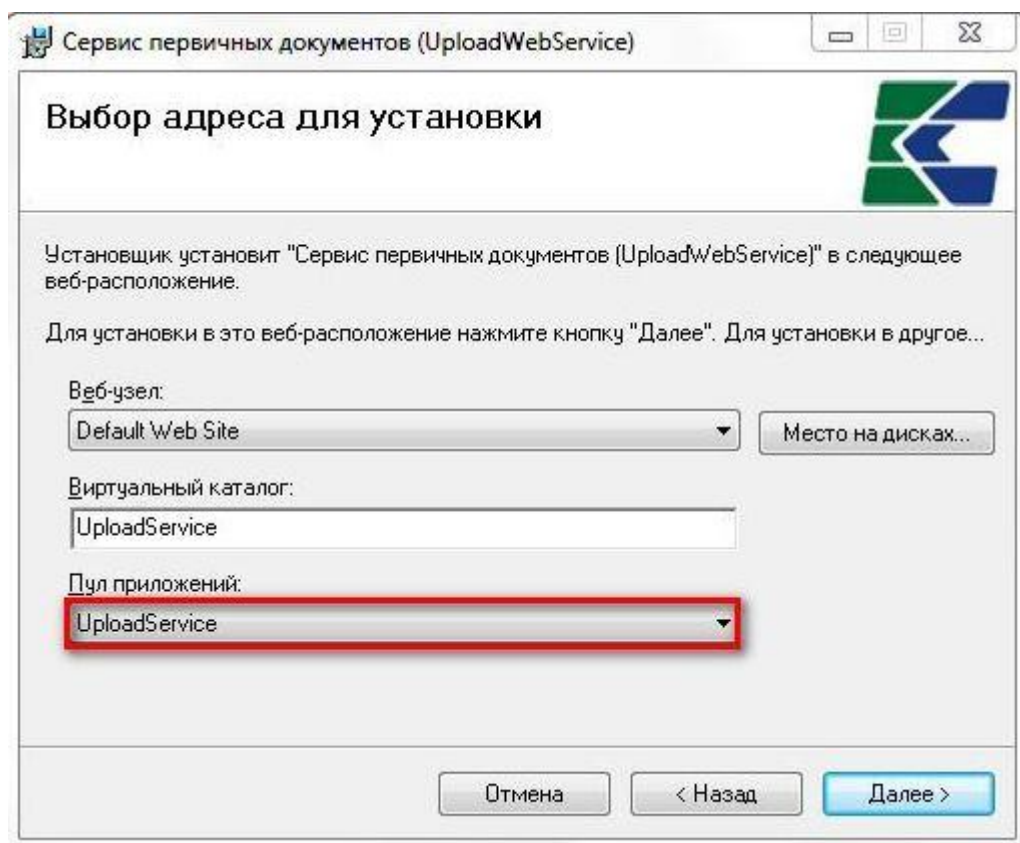 Сервис первичных документов (UploadWebService)
Выбор адреса для установки
Установщик установит "Сервис первичных документов (UploadWebService)" в следующее
веб-расположение.
Для установки в это веб-расположение нажмите кнопку "Далее". Для установки в другое...
Веб-узел:
Default Web Site
Место на дисках...
Виртуальный каталог:
UploadService
Пул приложений:
UploadService
Отмена
< Назад
Далее >